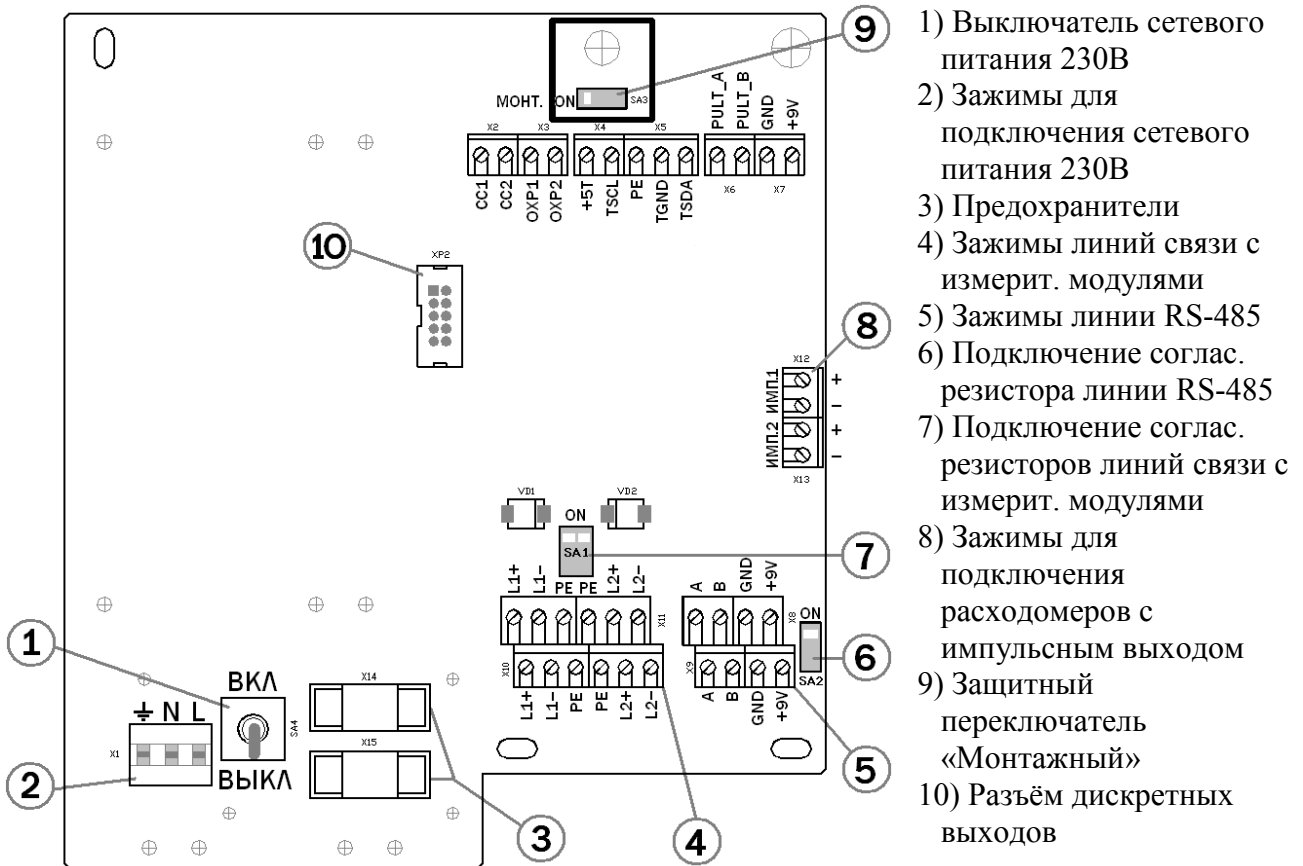 9
МОНТ. ON
SA3
PULT_A
PULT_B
GND
+9V
X2
X3
X4
X5
CC1
CC2
OXP1
OXP2
+5T
TSCL
PE
TGND
TSDA
X6
X7
10
XP2
8
X12
ИМП.1
+
−
ИМП.2
+
−
X13
VD1
VD2
ON
SA1
7
L1+
L1−
PE
PE
L2+
L2−
X11
A
B
GND
+9V
X8
ON
6
SA2
X10
L1+
L1−
PE
PE
L2+
L2−
X9
A
B
GND
+9V
5
1
ВКЛ
N L
X1
SA4
ВЫКЛ
2
X14
X15
3
4
1) Выключатель сетевого
питания 230В
2) Зажимы для
подключения сетевого
питания 230В
3) Предохранители
4) Зажимы линий связи с
измерит. модулями
5) Зажимы линии RS-485
6) Подключение соглас.
резистора линии RS-485
7) Подключение соглас.
резисторов линий связи с
измерит. модулями
8) Зажимы для
подключения
расходомеров с
импульсным выходом
9) Защитный
переключатель
«Монтажный»
10) Разъём дискретных
выходов